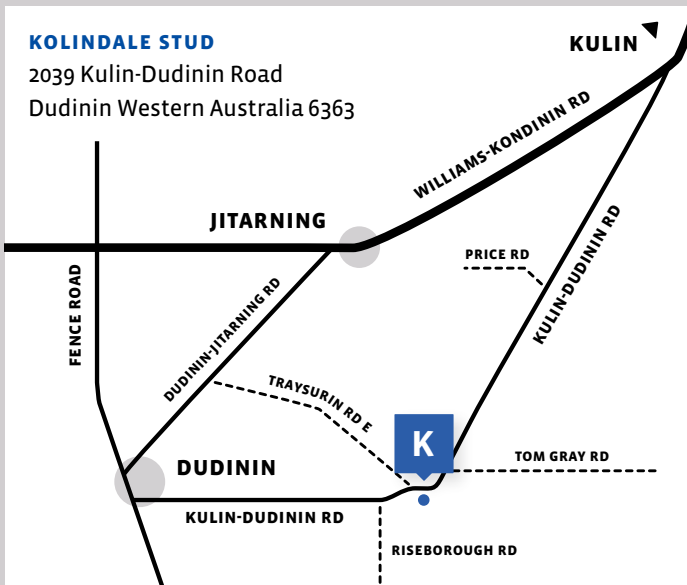 KOLINDALE STUD
2039 Kulin-Dudinin Road
Dudinin Western Australia 6363
KULIN
WILLIAMS-KONDININ RD
JITARNING
PRICE RD
KULIN-DUDININ RD
FENCE ROAD
DUDININ-JITARNING RD
TRAYSURIN RD E
K
TOM GRAY RD
DUDININ
KULIN-DUDININ RD
RISEBOROUGH RD